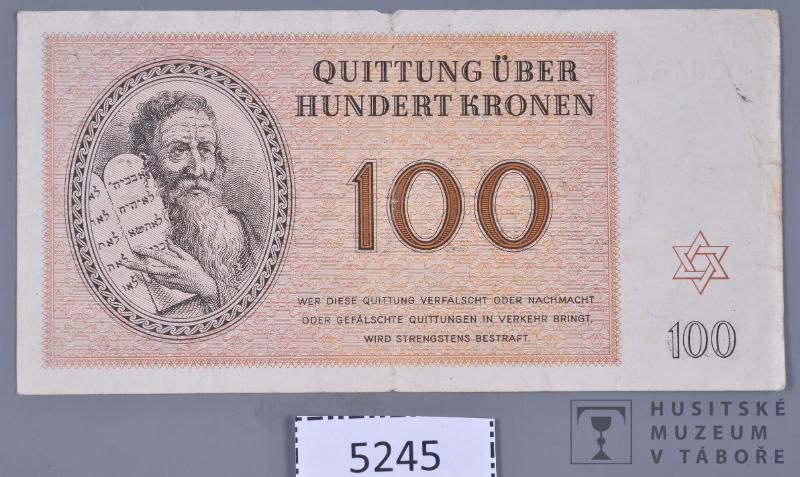 QUITTUNG ÜBER
HUNDERT KRONEN
100
WER DIESE QUITTUNG VERFÄLSCHT ODER NACHMACHT
ODER GEFÄLSCHTE QUITTUNGEN IN VERKEHR BRINGT,
WIRD STRENGSTENS BESTRAFT.
100
5245
HUSITSKÉ
MUZEUM
V TÁBOŘE